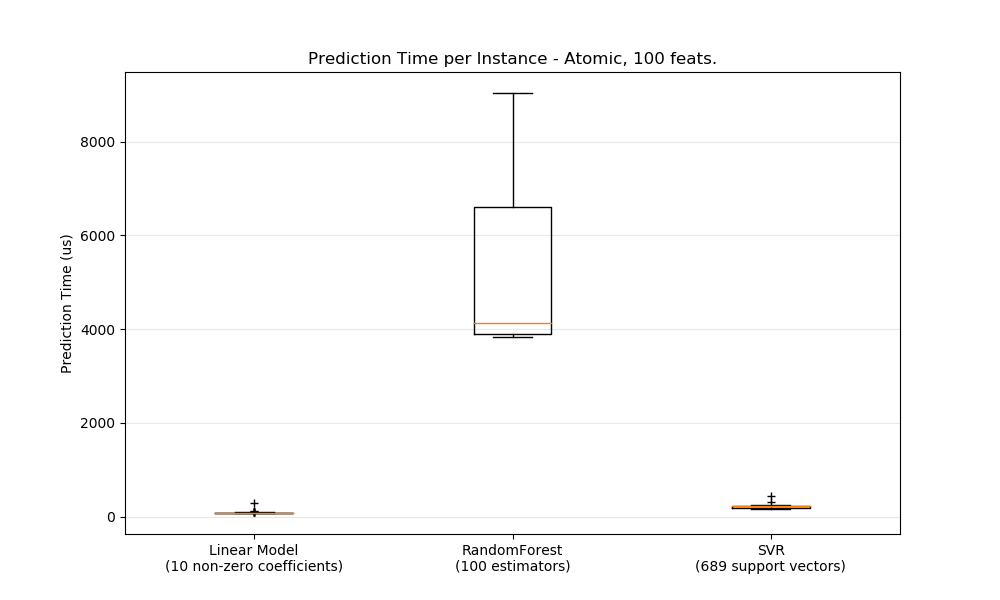 Prediction Time per Instance - Atomic, 100 feats.
Prediction Time (us)
8000
6000
4000
2000
0
Linear Model
(10 non-zero coefficients)
RandomForest
(100 estimators)
SVR
(689 support vectors)